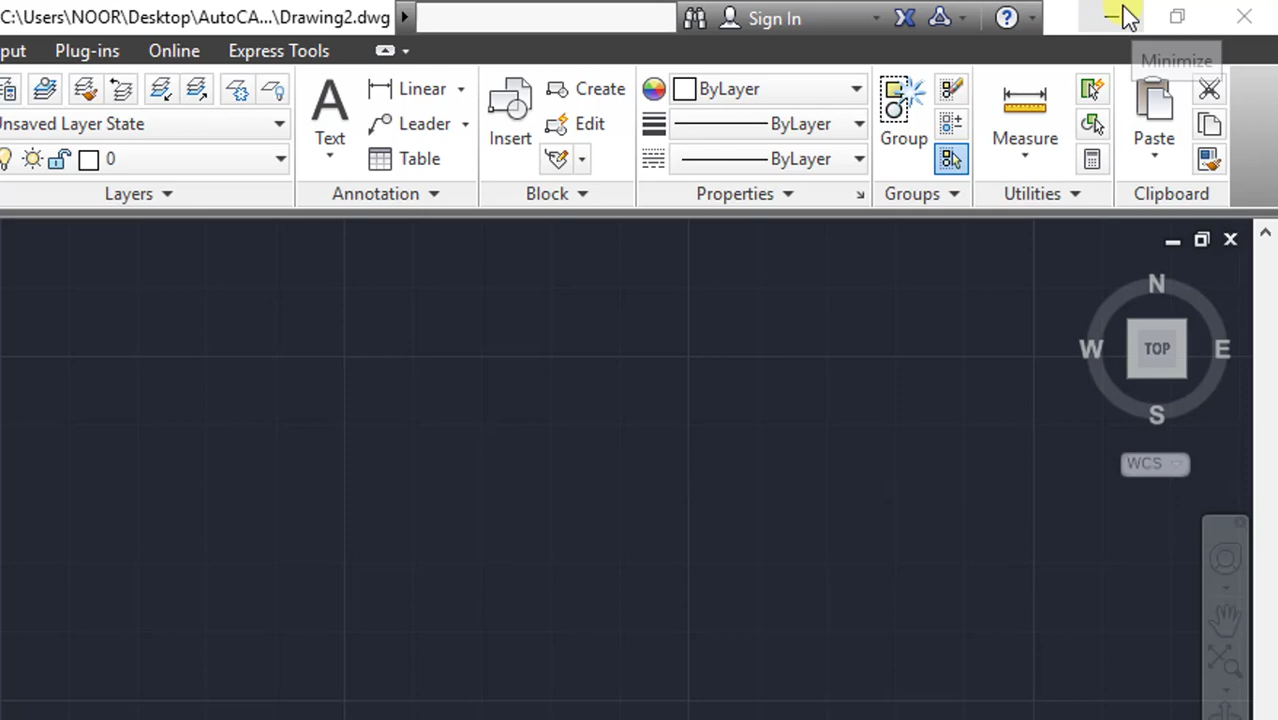 C:\Users\NOOR\Desktop\AutoCA...\Drawing2.dwg
Sign In
put Plug-ins Online Express Tools
Minimize
Linear
Create
ByLayer
Unsaved Layer State
Text
Leader
Insert
Edit
ByLayer
Group
Measure
Paste
0
Table
ByLayer
Layers
Annotation
Block
Properties
Groups
Utilities
Clipboard
N
W
TOP
E
S
WCS